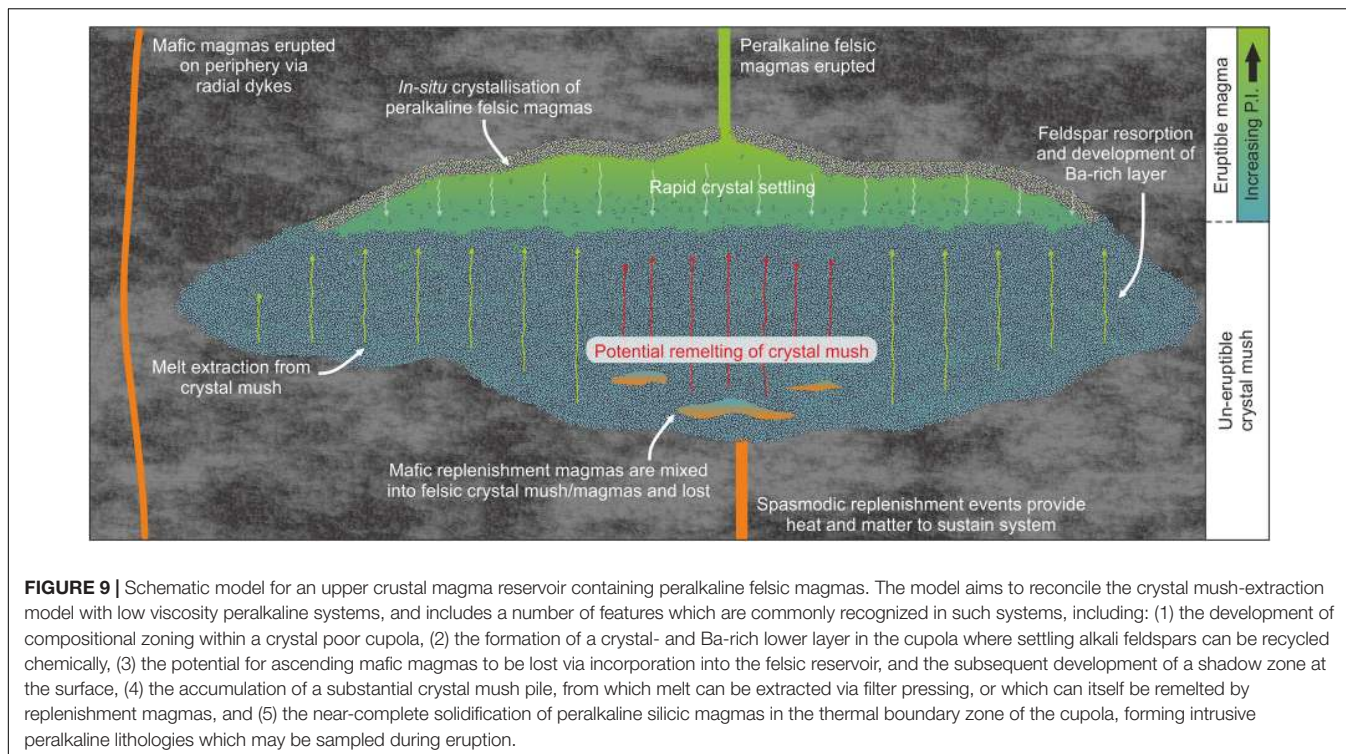 Mafic magmas erupted
on periphery via
radial dykes
Peralkaline felsic
magmas erupted
In-situ crystallisation of
peralkaline felsic magmas
Feldspar resorption
and development of
Ba-rich layer
Rapid crystal settling
Eruptible magma
Increasing P.I.
Potential remelting of crystal mush
Melt extraction from
crystal mush
Un-eruptible
crystal mush
Mafic replenishment magmas are mixed
into felsic crystal mush/magmas and lost
Spasmodic replenishment events provide
heat and matter to sustain system
FIGURE 9 | Schematic model for an upper crustal magma reservoir containing peralkaline felsic magmas. The model aims to reconcile the crystal mush-extraction
model with low viscosity peralkaline systems, and includes a number of features which are commonly recognized in such systems, including: (1) the development of
compositional zoning within a crystal poor cupola, (2) the formation of a crystal- and Ba-rich lower layer in the cupola where settling alkali feldspars can be recycled
chemically, (3) the potential for ascending mafic magmas to be lost via incorporation into the felsic reservoir, and the subsequent development of a shadow zone at
the surface, (4) the accumulation of a substantial crystal mush pile, from which melt can be extracted via filter pressing, or which can itself be remelted by
replenishment magmas, and (5) the near-complete solidification of peralkaline silicic magmas in the thermal boundary zone of the cupola, forming intrusive
peralkaline lithologies which may be sampled during eruption.